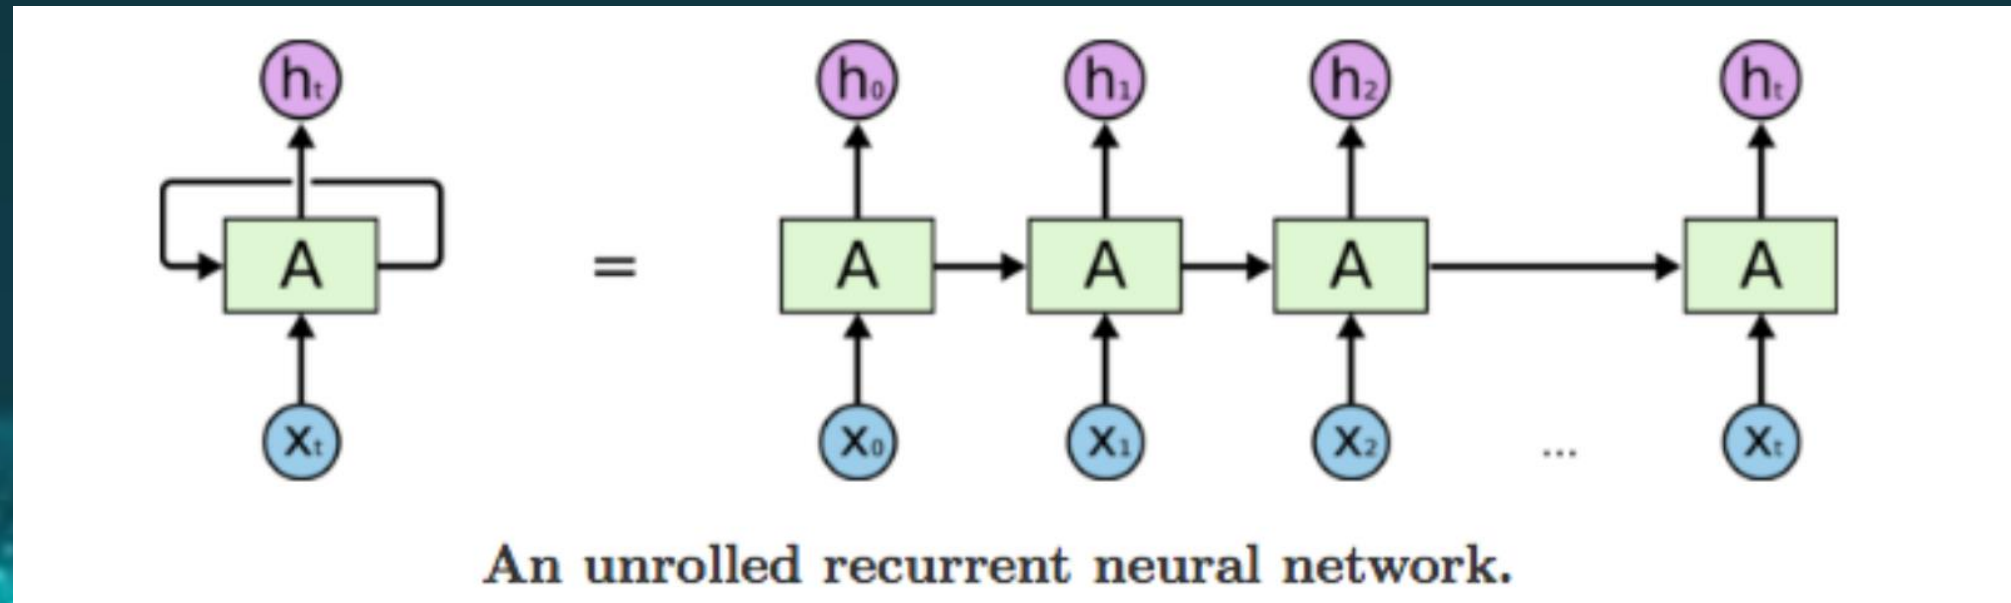 hₜ h₀ h₁ h₂ hₜ
A = A A A A
xₜ x₀ x₁ x₂ ... xₜ
An unrolled recurrent neural network.